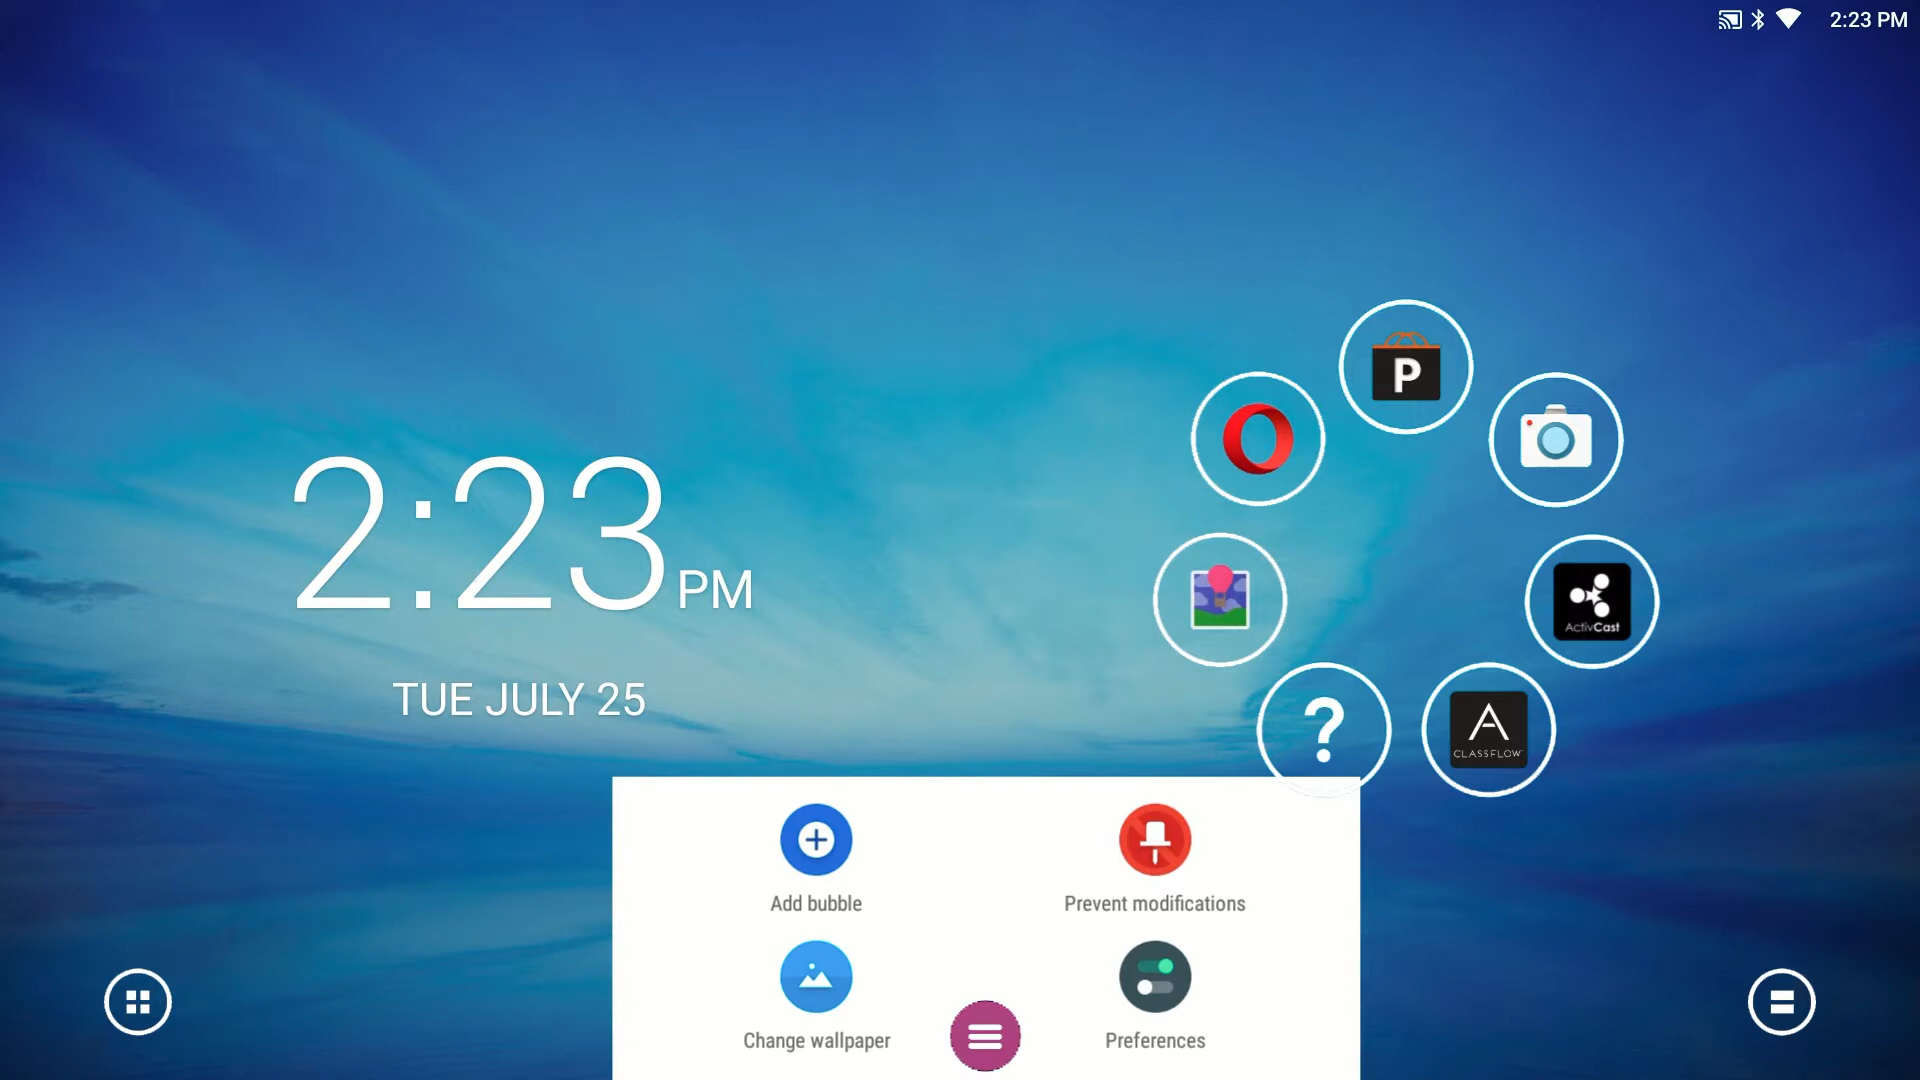 2:23 PM
P
2:23 PM
ActivCast
TUE JULY 25
?
A
CLASSFLOW
Add bubble
Prevent modifications
Change wallpaper
Preferences